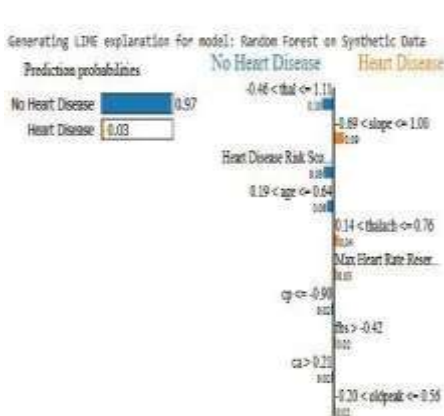 Generating LIME explanation for model: Random Forest on Synthetic Data
Prediction probabilities
No Heart Disease 0.97
Heart Disease 0.03
No Heart Disease Heart Disease
-0.46 < thal <= 1.11
-0.69 < slope <= 1.00
0.09
Heart Disease Risk Sco...
0.19 < age <= 0.64
0.14 < thalach <= 0.76
Max Heart Rate Reser...
cp <= -0.90
fbs > -0.42
ca > 0.21
-0.20 < oldpeak <= 0.56